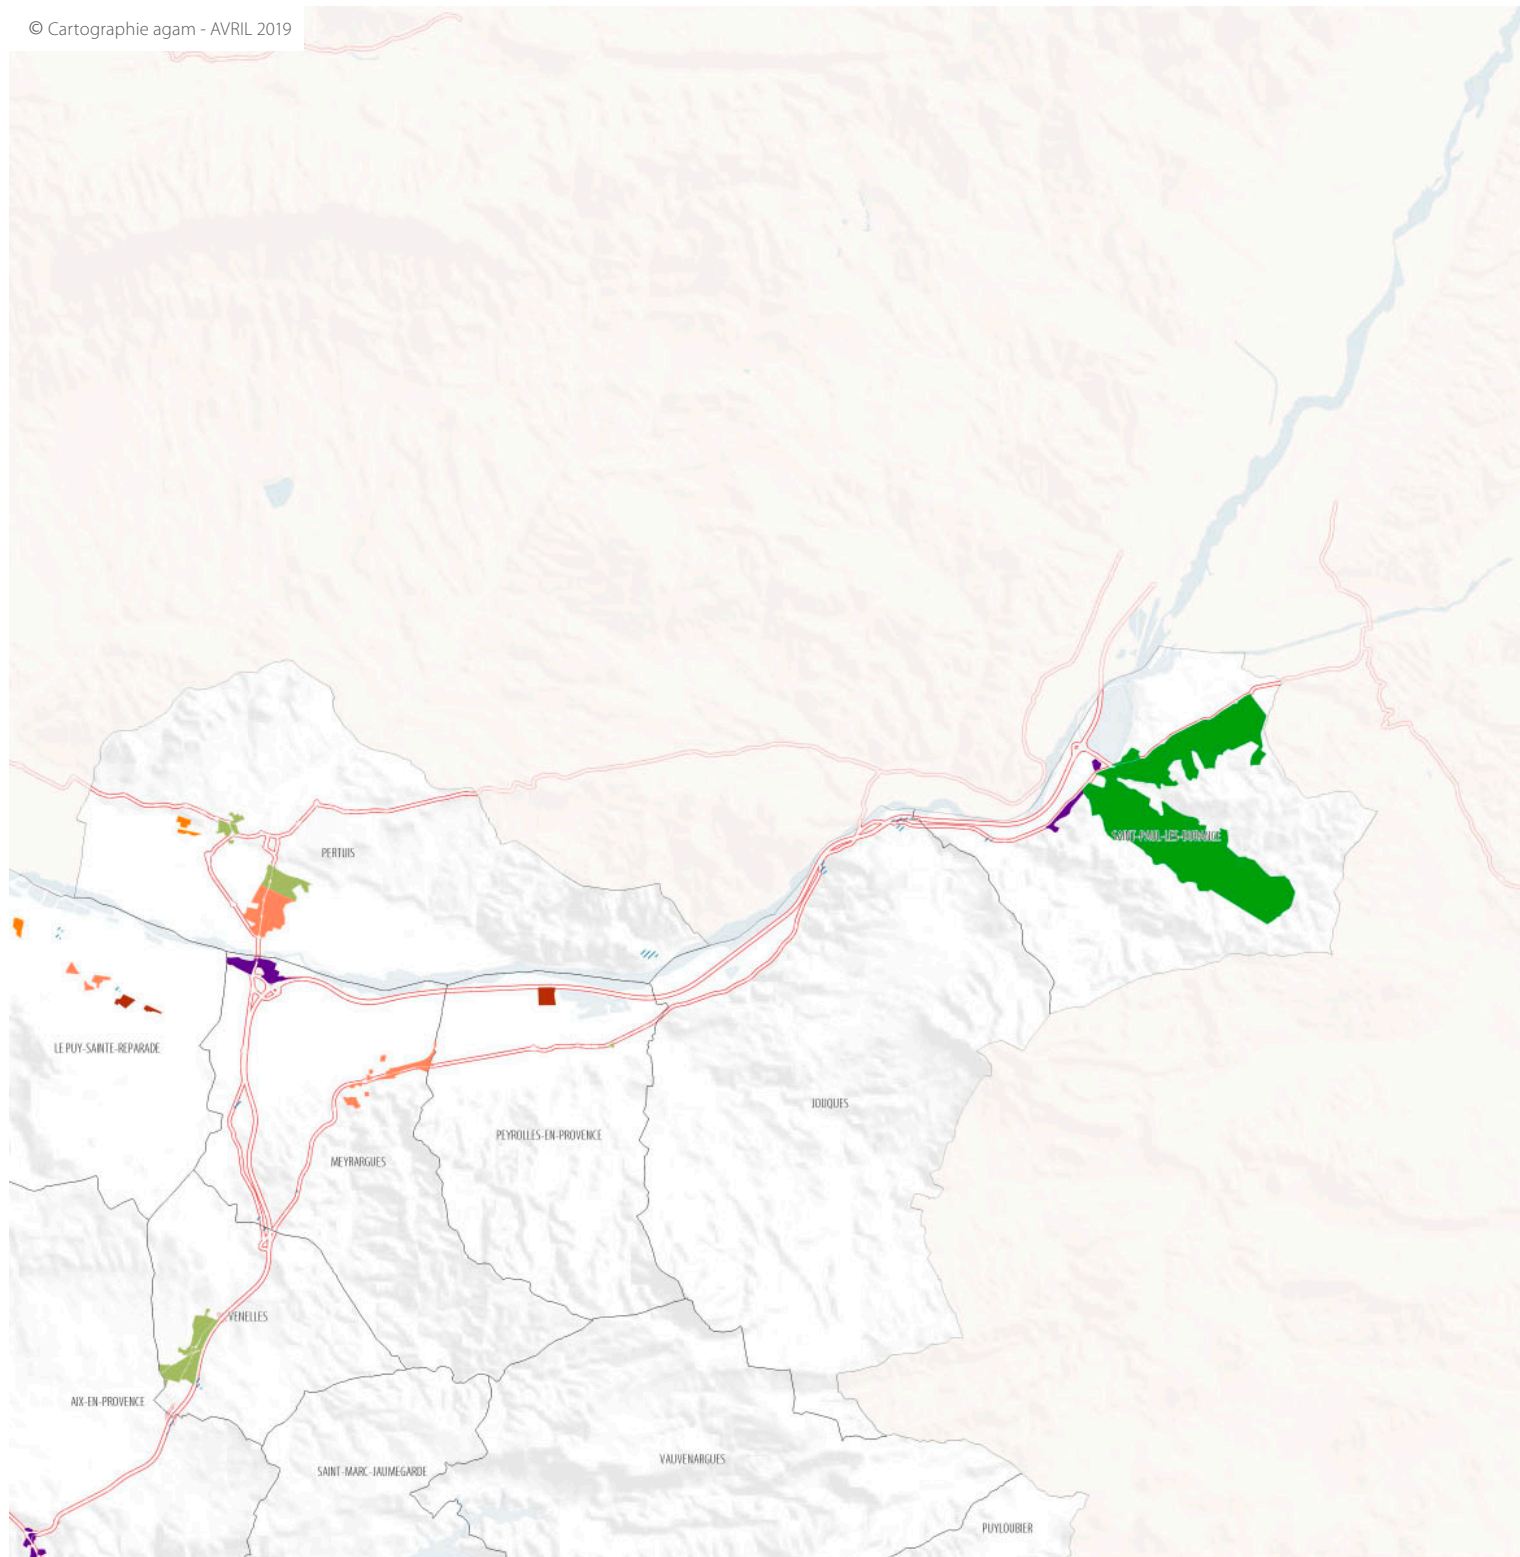 © Cartographie agam - AVRIL 2019
SAINT-PAUL-LES-DURANCE
PERTUIS
LE PUY-SAINTE-REPARADE
JOUQUES
PEYROLLES-EN-PROVENCE
MEYRARGUES
VENELLES
AIX-EN-PROVENCE
VAUVENARGUES
SAINT-MARC-JAUMEGARDE
PUYLOUBIER